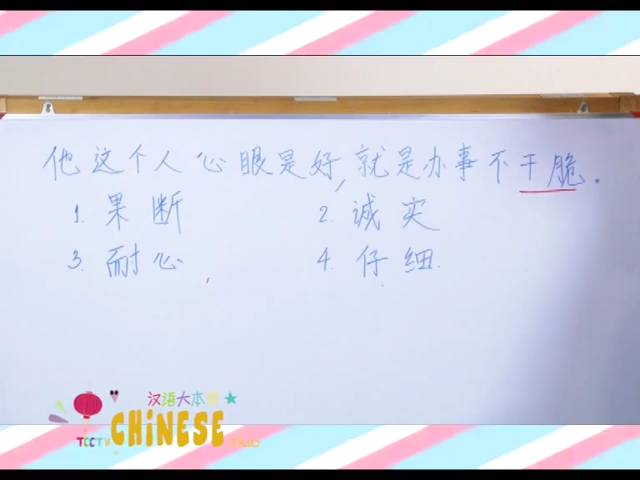 他这个人心眼是好,就是办事不干脆.
1. 果断 2. 诚实
3. 耐心 4. 仔细.
汉语大本营
TCCTV CHiNESE club